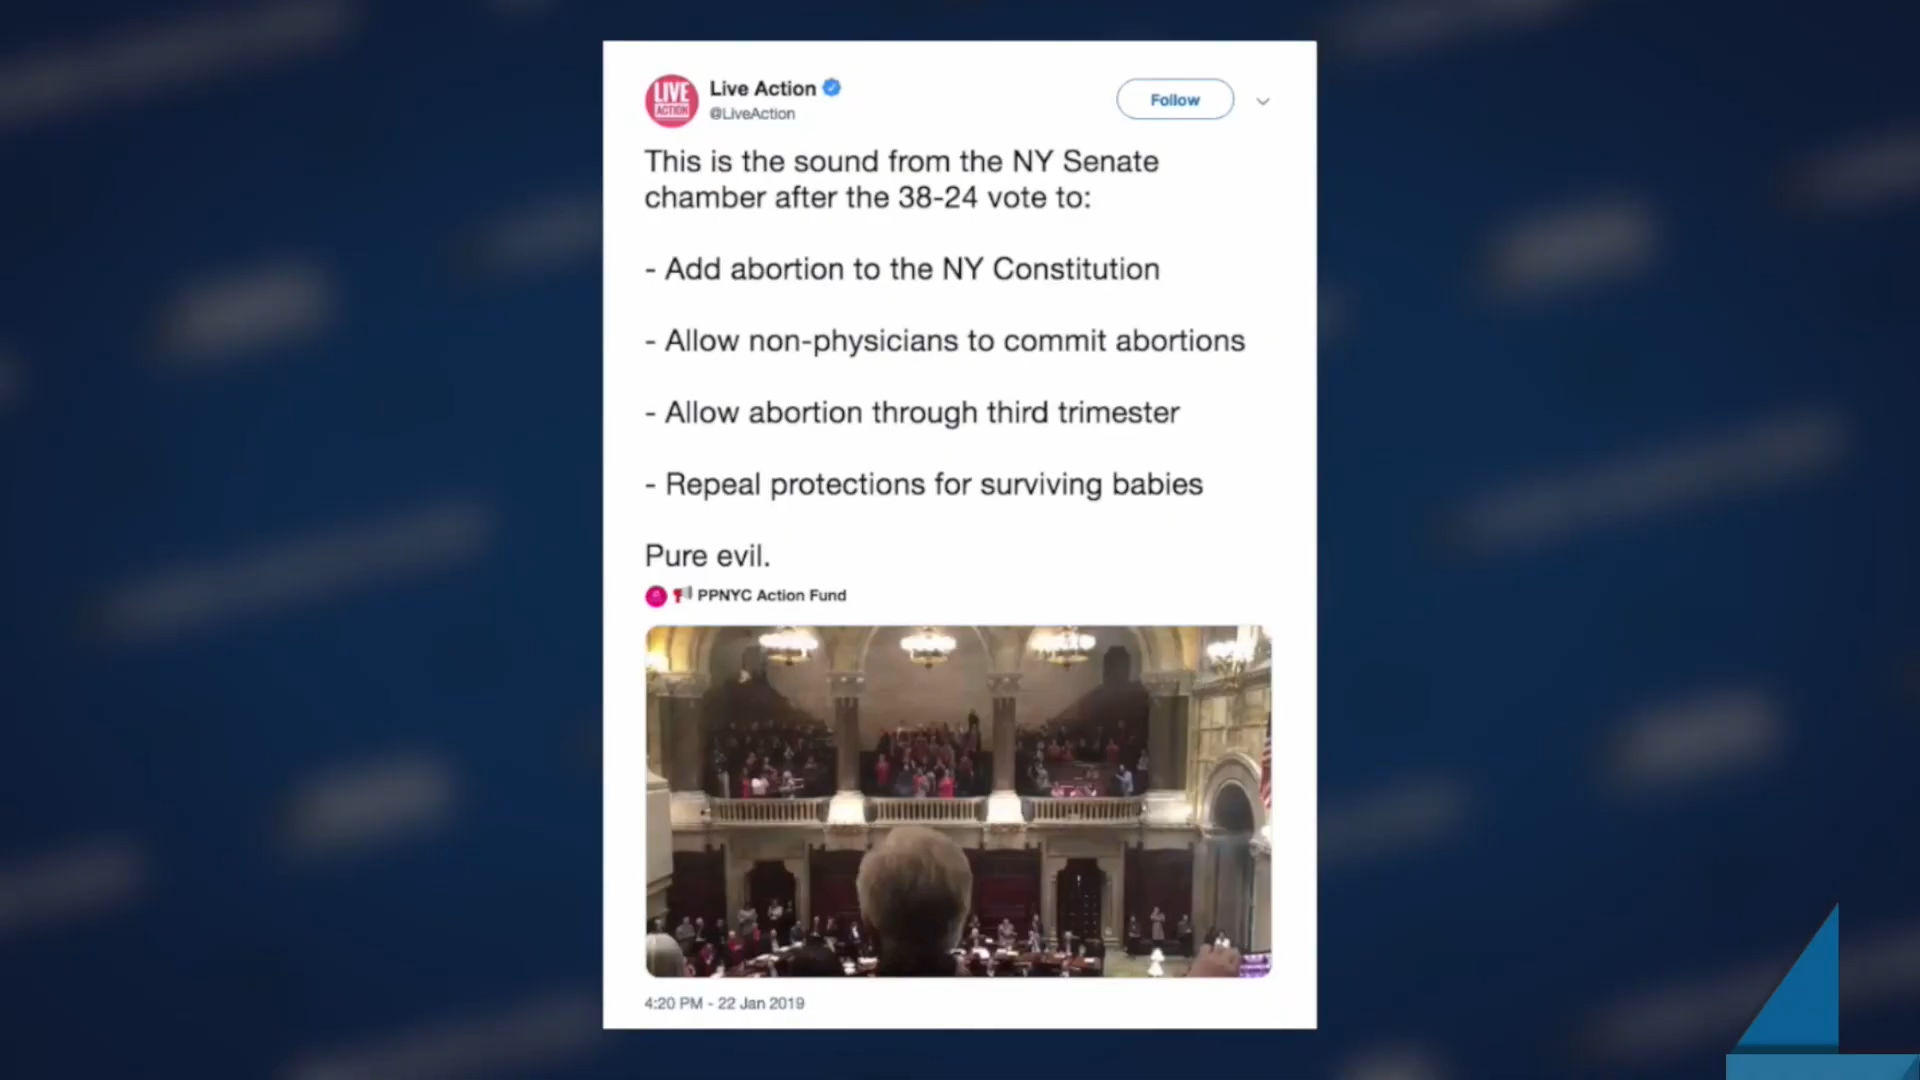 LIVE
ACTION
Live Action
@LiveAction
Follow
This is the sound from the NY Senate
chamber after the 38-24 vote to:
- Add abortion to the NY Constitution
- Allow non-physicians to commit abortions
- Allow abortion through third trimester
- Repeal protections for surviving babies
Pure evil.
PPNYC Action Fund
4:20 PM - 22 Jan 2019